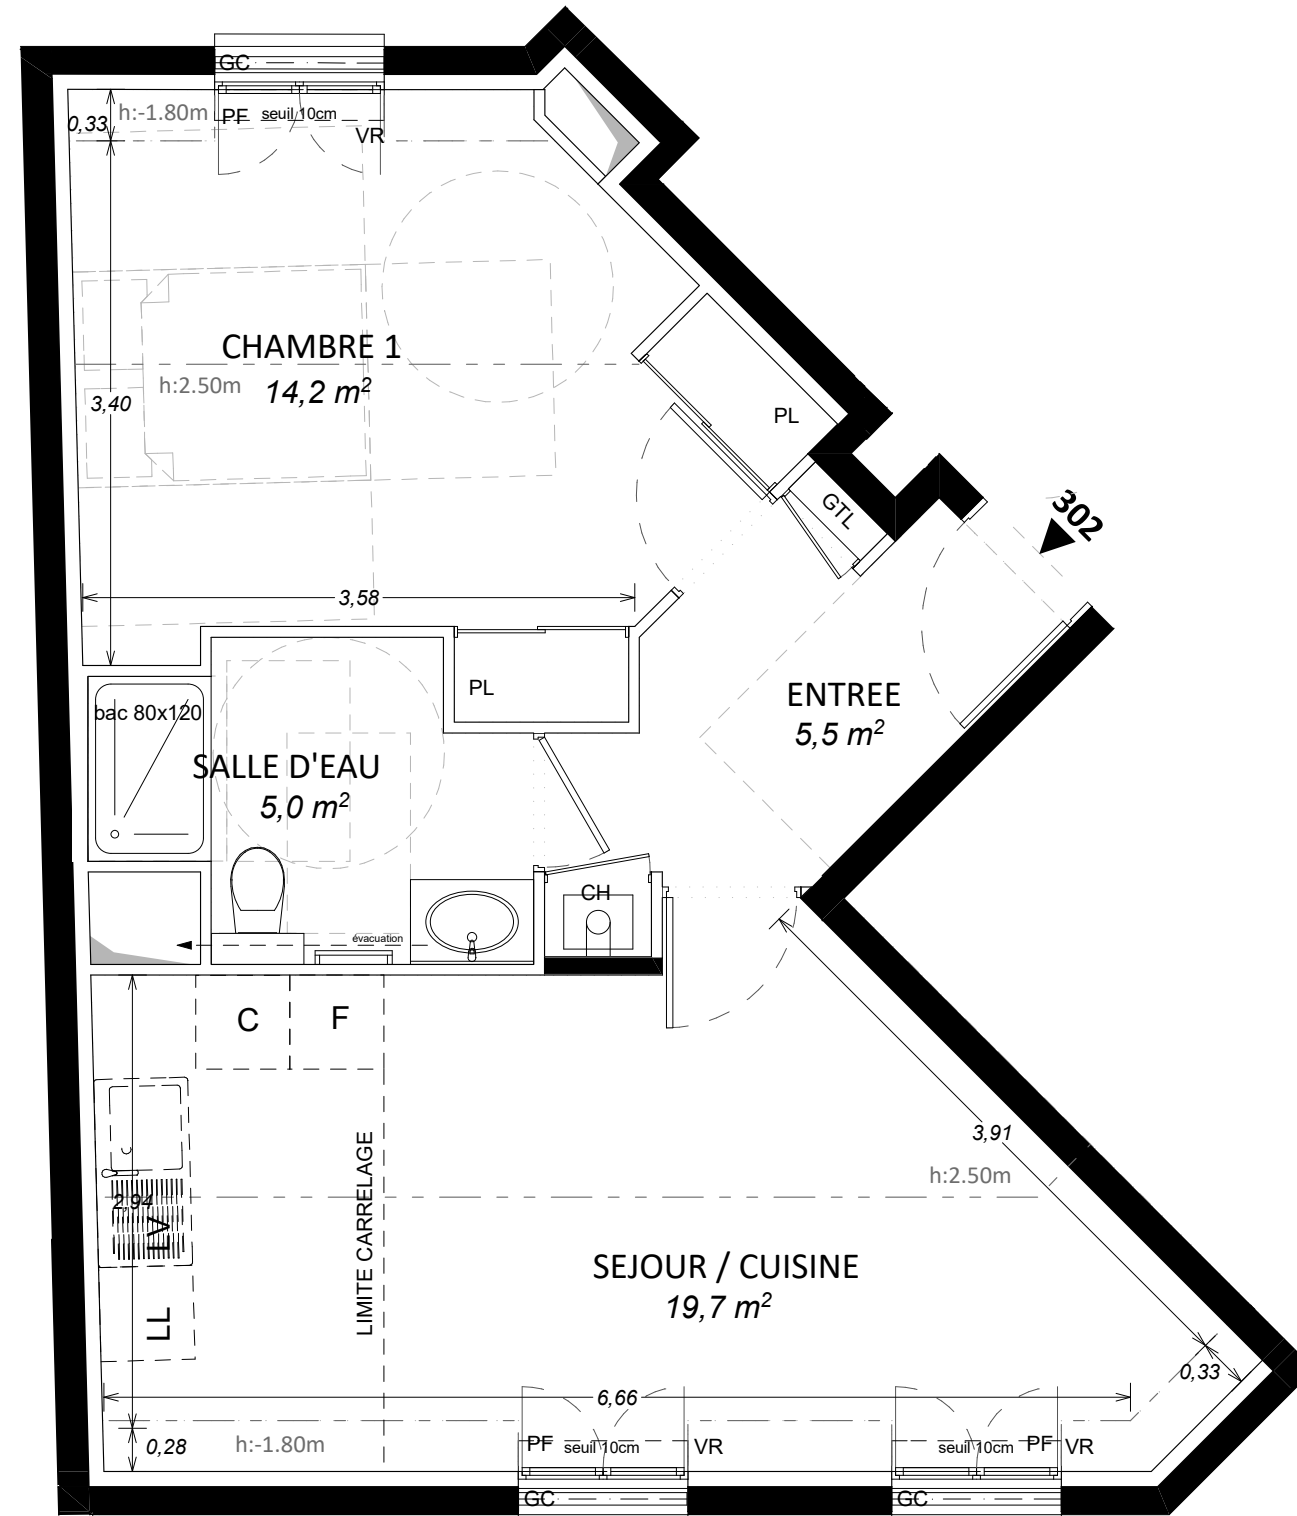 GC
h:-1.80m
PF
seuil 10cm
VR
0,33
CHAMBRE 1
14,2 m²
h:2.50m
3,40
PL
GTL
302
3,58
PL
ENTREE
5,5 m²
bac 80x120
SALLE D'EAU
5,0 m²
CH
évacuation
C
F
3,91
h:2.50m
LIMITE CARRELAGE
2,94
LV
SEJOUR / CUISINE
19,7 m²
LL
0,33
6,66
0,28
h:-1.80m
PF
seuil 10cm
VR
seuil 10cm
PF
VR
GC
GC